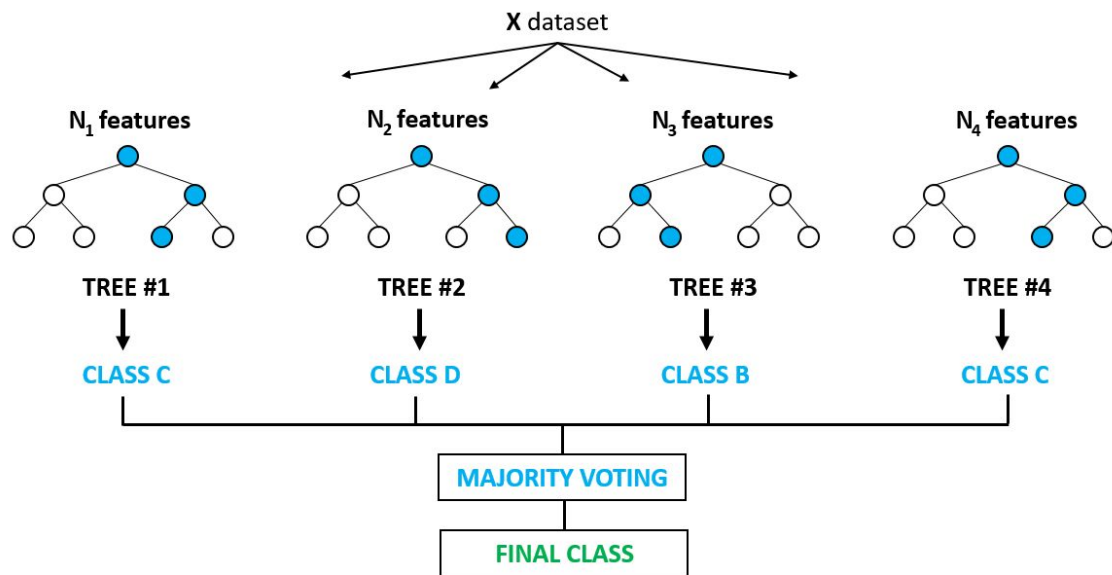 X dataset
N₁ features
N₂ features
N₃ features
N₄ features
TREE #1
TREE #2
TREE #3
TREE #4
CLASS C
CLASS D
CLASS B
CLASS C
MAJORITY VOTING
FINAL CLASS